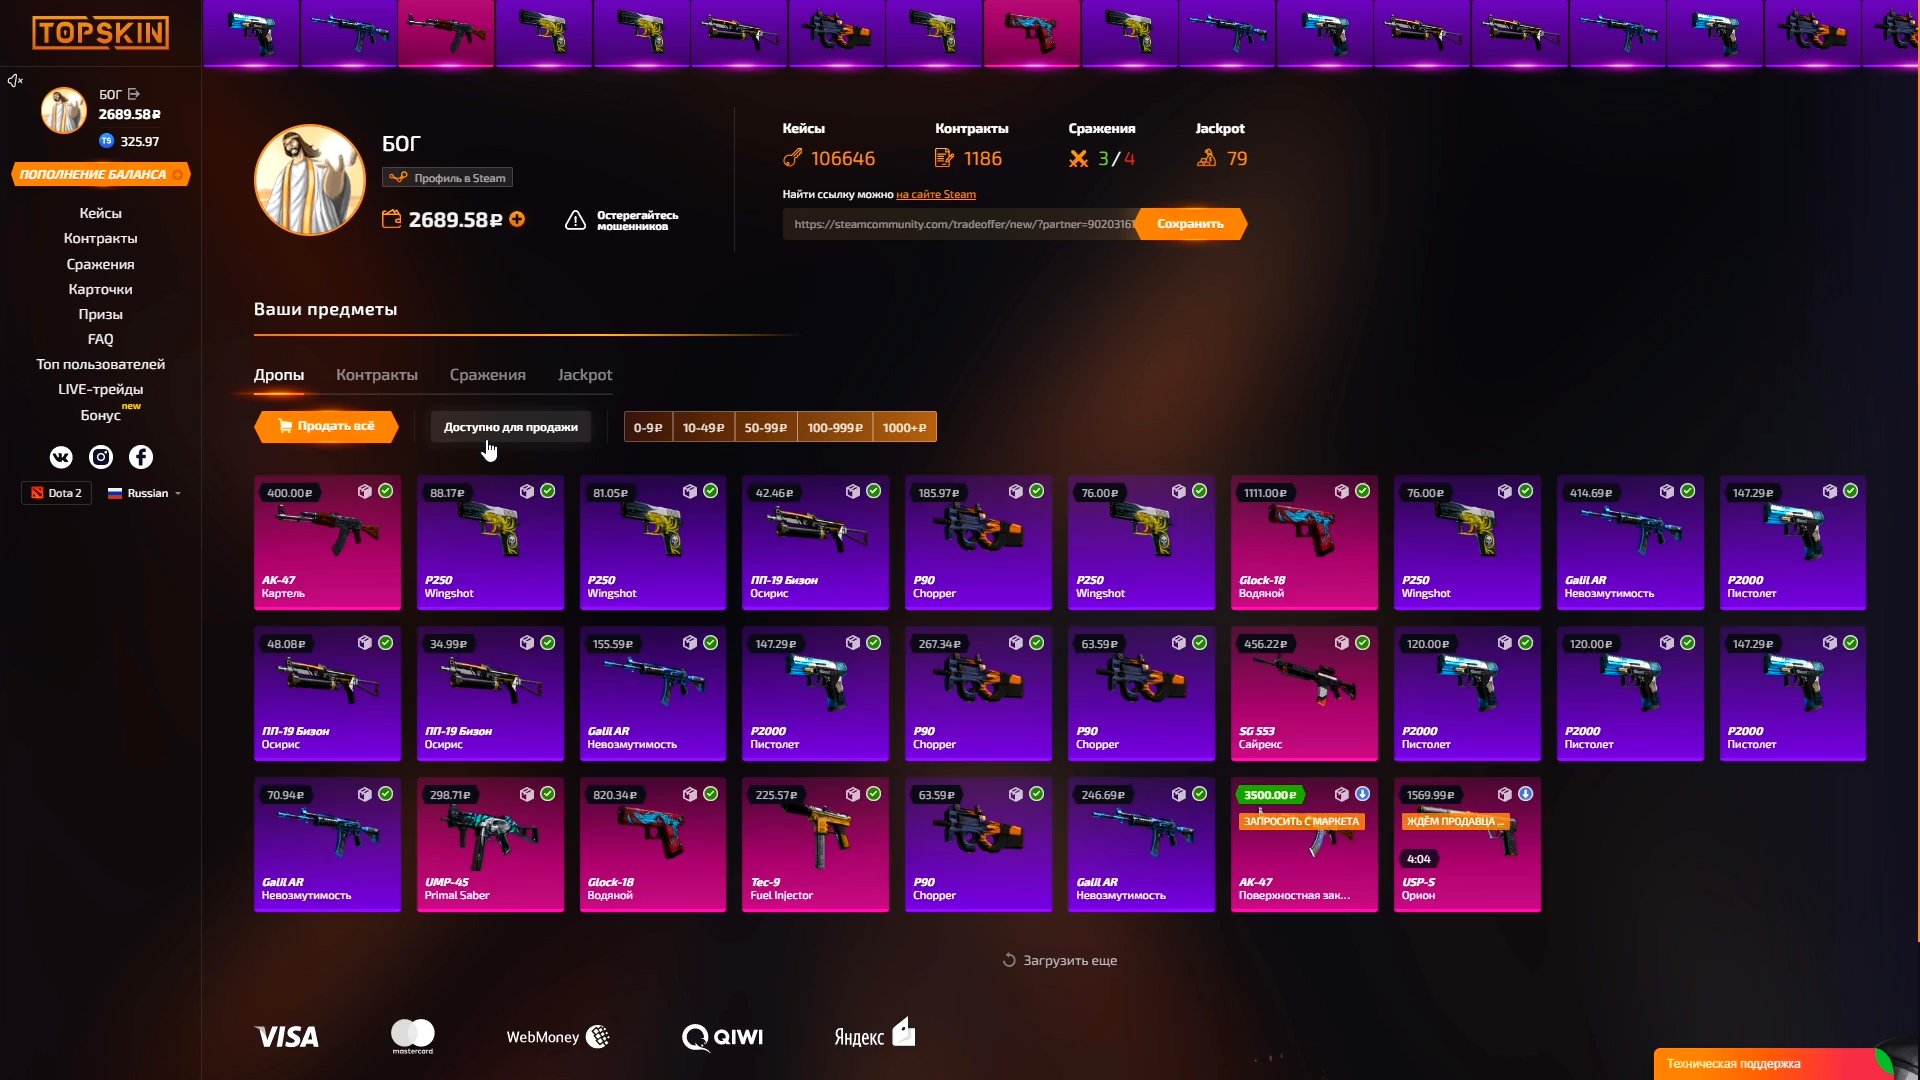 TOPSKIN
БОГ
2689.58₽
TS 325.97
ПОПОЛНЕНИЕ БАЛАНСА
Кейсы
Контракты
Сражения
Карточки
Призы
FAQ
Топ пользователей
LIVE-трейды
Бонус new
Dota 2
Russian
БОГ
Профиль в Steam
2689.58₽
Остерегайтесь
мошенников
Кейсы
106646
Контракты
1186
Сражения
3/4
Jackpot
79
Найти ссылку можно на сайте Steam
https://steamcommunity.com/tradeoffer/new/?partner=9020316
Сохранить
Ваши предметы
Дропы Контракты Сражения Jackpot
Продать всё
Доступно для продажи
0-9₽ 10-49₽ 50-99₽ 100-999₽ 1000+₽
400.00₽
АК-47
Картель
88.17₽
P250
Wingshot
81.05₽
P250
Wingshot
42.46₽
ПП-19 Бизон
Осирис
185.97₽
P90
Chopper
76.00₽
P250
Wingshot
1111.00₽
Glock-18
Водяной
76.00₽
P250
Wingshot
414.69₽
Galil AR
Невозмутимость
147.29₽
P2000
Пистолет
48.08₽
ПП-19 Бизон
Осирис
34.99₽
ПП-19 Бизон
Осирис
155.59₽
Galil AR
Невозмутимость
147.29₽
P2000
Пистолет
267.34₽
P90
Chopper
63.59₽
P90
Chopper
456.22₽
SG 553
Сайрекс
120.00₽
P2000
Пистолет
120.00₽
P2000
Пистолет
147.29₽
P2000
Пистолет
70.94₽
Galil AR
Невозмутимость
298.71₽
UMP-45
Primal Saber
820.34₽
Glock-18
Водяной
225.57₽
Tec-9
Fuel Injector
63.59₽
P90
Chopper
246.69₽
Galil AR
Невозмутимость
3500.00₽
ЗАПРОСИТЬ С МАРКЕТА
АК-47
Поверхностная зак...
1569.99₽
ЖДЁМ ПРОДАВЦА ...
4:04
USP-S
Орион
Загрузить еще
VISA
mastercard.
WebMoney
QIWI
Яндекс
Техническая поддержка